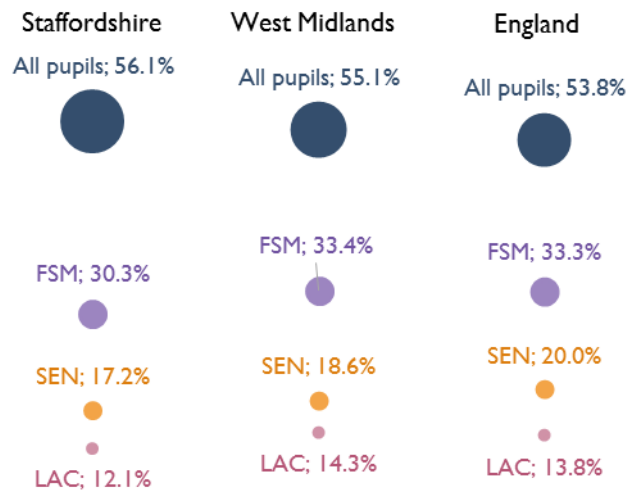 Staffordshire
All pupils; 56.1%
FSM; 30.3%
SEN; 17.2%
LAC; 12.1%
West Midlands
All pupils; 55.1%
FSM; 33.4%
SEN; 18.6%
LAC; 14.3%
England
All pupils; 53.8%
FSM; 33.3%
SEN; 20.0%
LAC; 13.8%